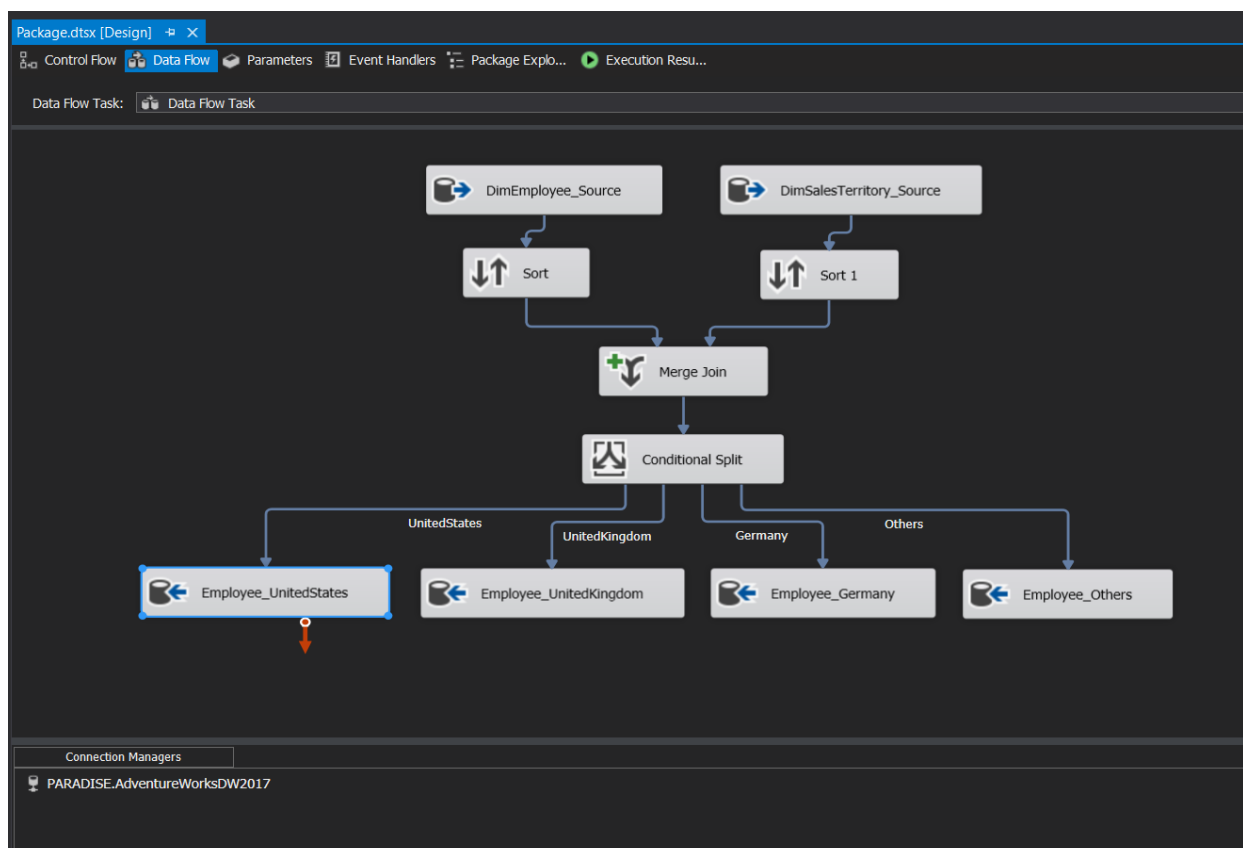 Package.dtsx [Design]
Control Flow Data Flow Parameters Event Handlers Package Explo... Execution Resu...
Data Flow Task: Data Flow Task
DimEmployee_Source DimSalesTerritory_Source
Sort Sort 1
Merge Join
Conditional Split
UnitedStates UnitedKingdom Germany Others
Employee_UnitedStates Employee_UnitedKingdom Employee_Germany Employee_Others
Connection Managers
PARADISE.AdventureWorksDW2017